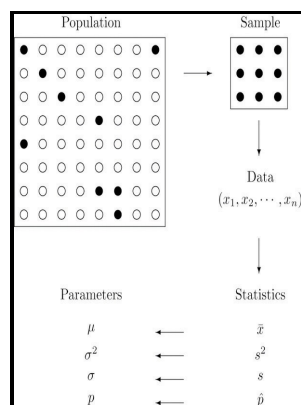 Population Sample
Data
(x₁, x₂, ⋯ , xₙ)
Parameters Statistics
μ x̄
σ² s²
σ s
p p̂